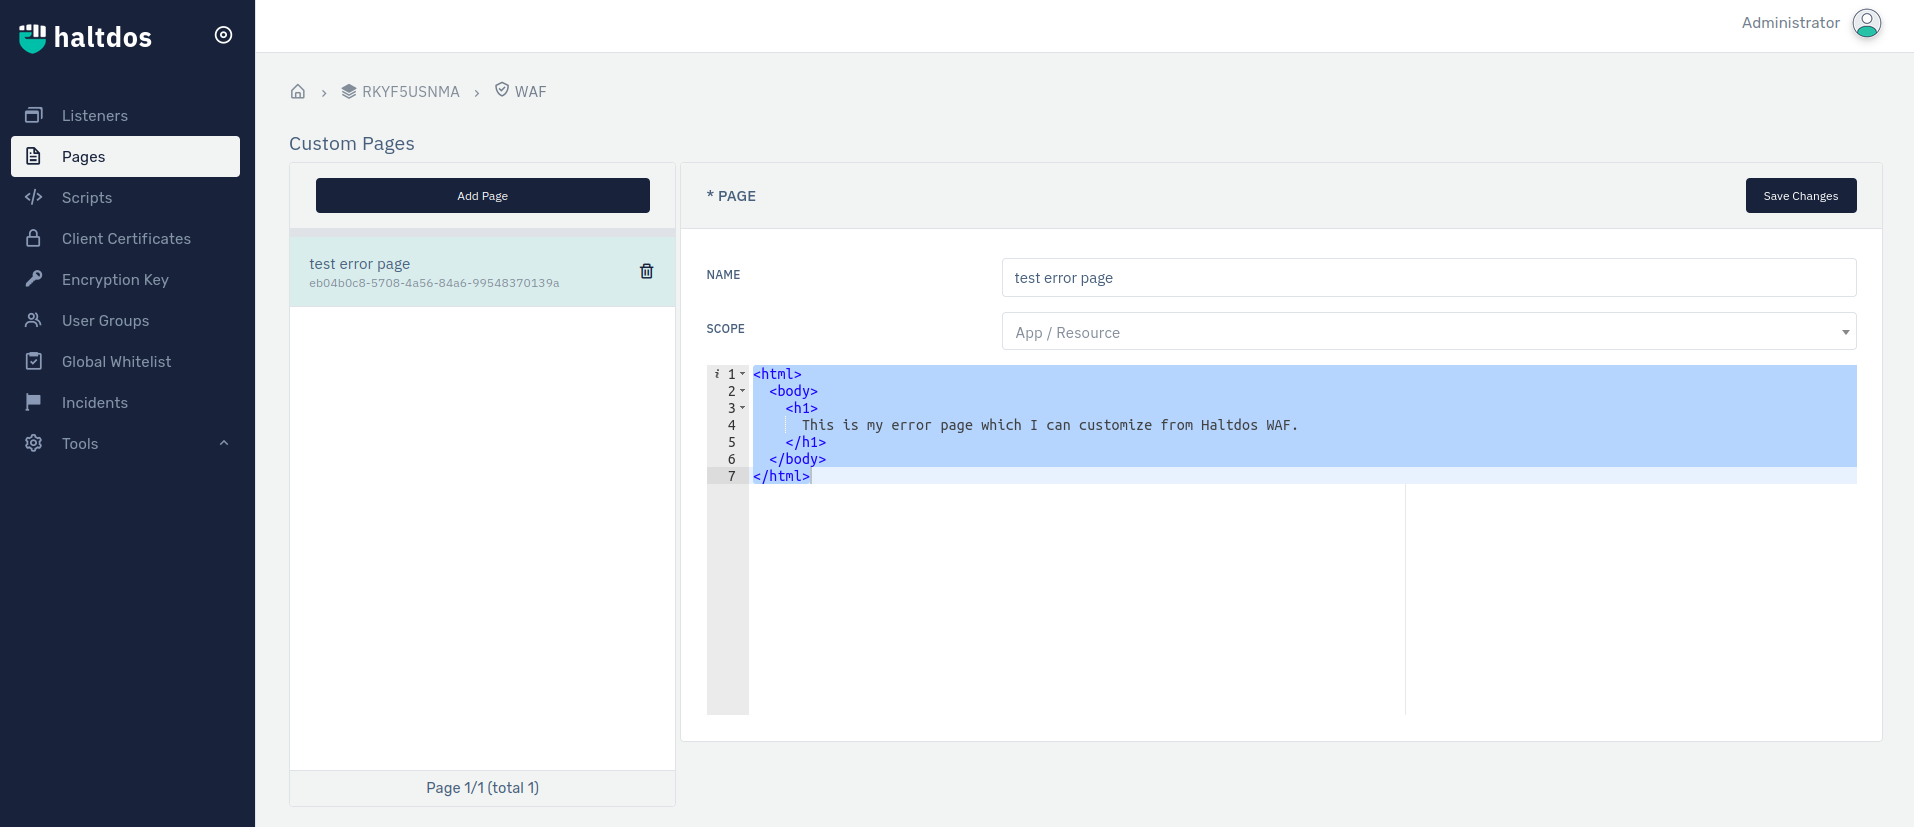 haltdos
Administrator
Listeners
Pages
Scripts
Client Certificates
Encryption Key
User Groups
Global Whitelist
Incidents
Tools
RKYF5USNMA
WAF
Custom Pages
Add Page
test error page
eb04b0c8-5708-4a56-84a6-99548370139a
Page 1/1 (total 1)
* PAGE
Save Changes
NAME
test error page
SCOPE
App / Resource
i 1 <html>
2 <body>
3 <h1>
4 This is my error page which I can customize from Haltdos WAF.
5 </h1>
6 </body>
7 </html>